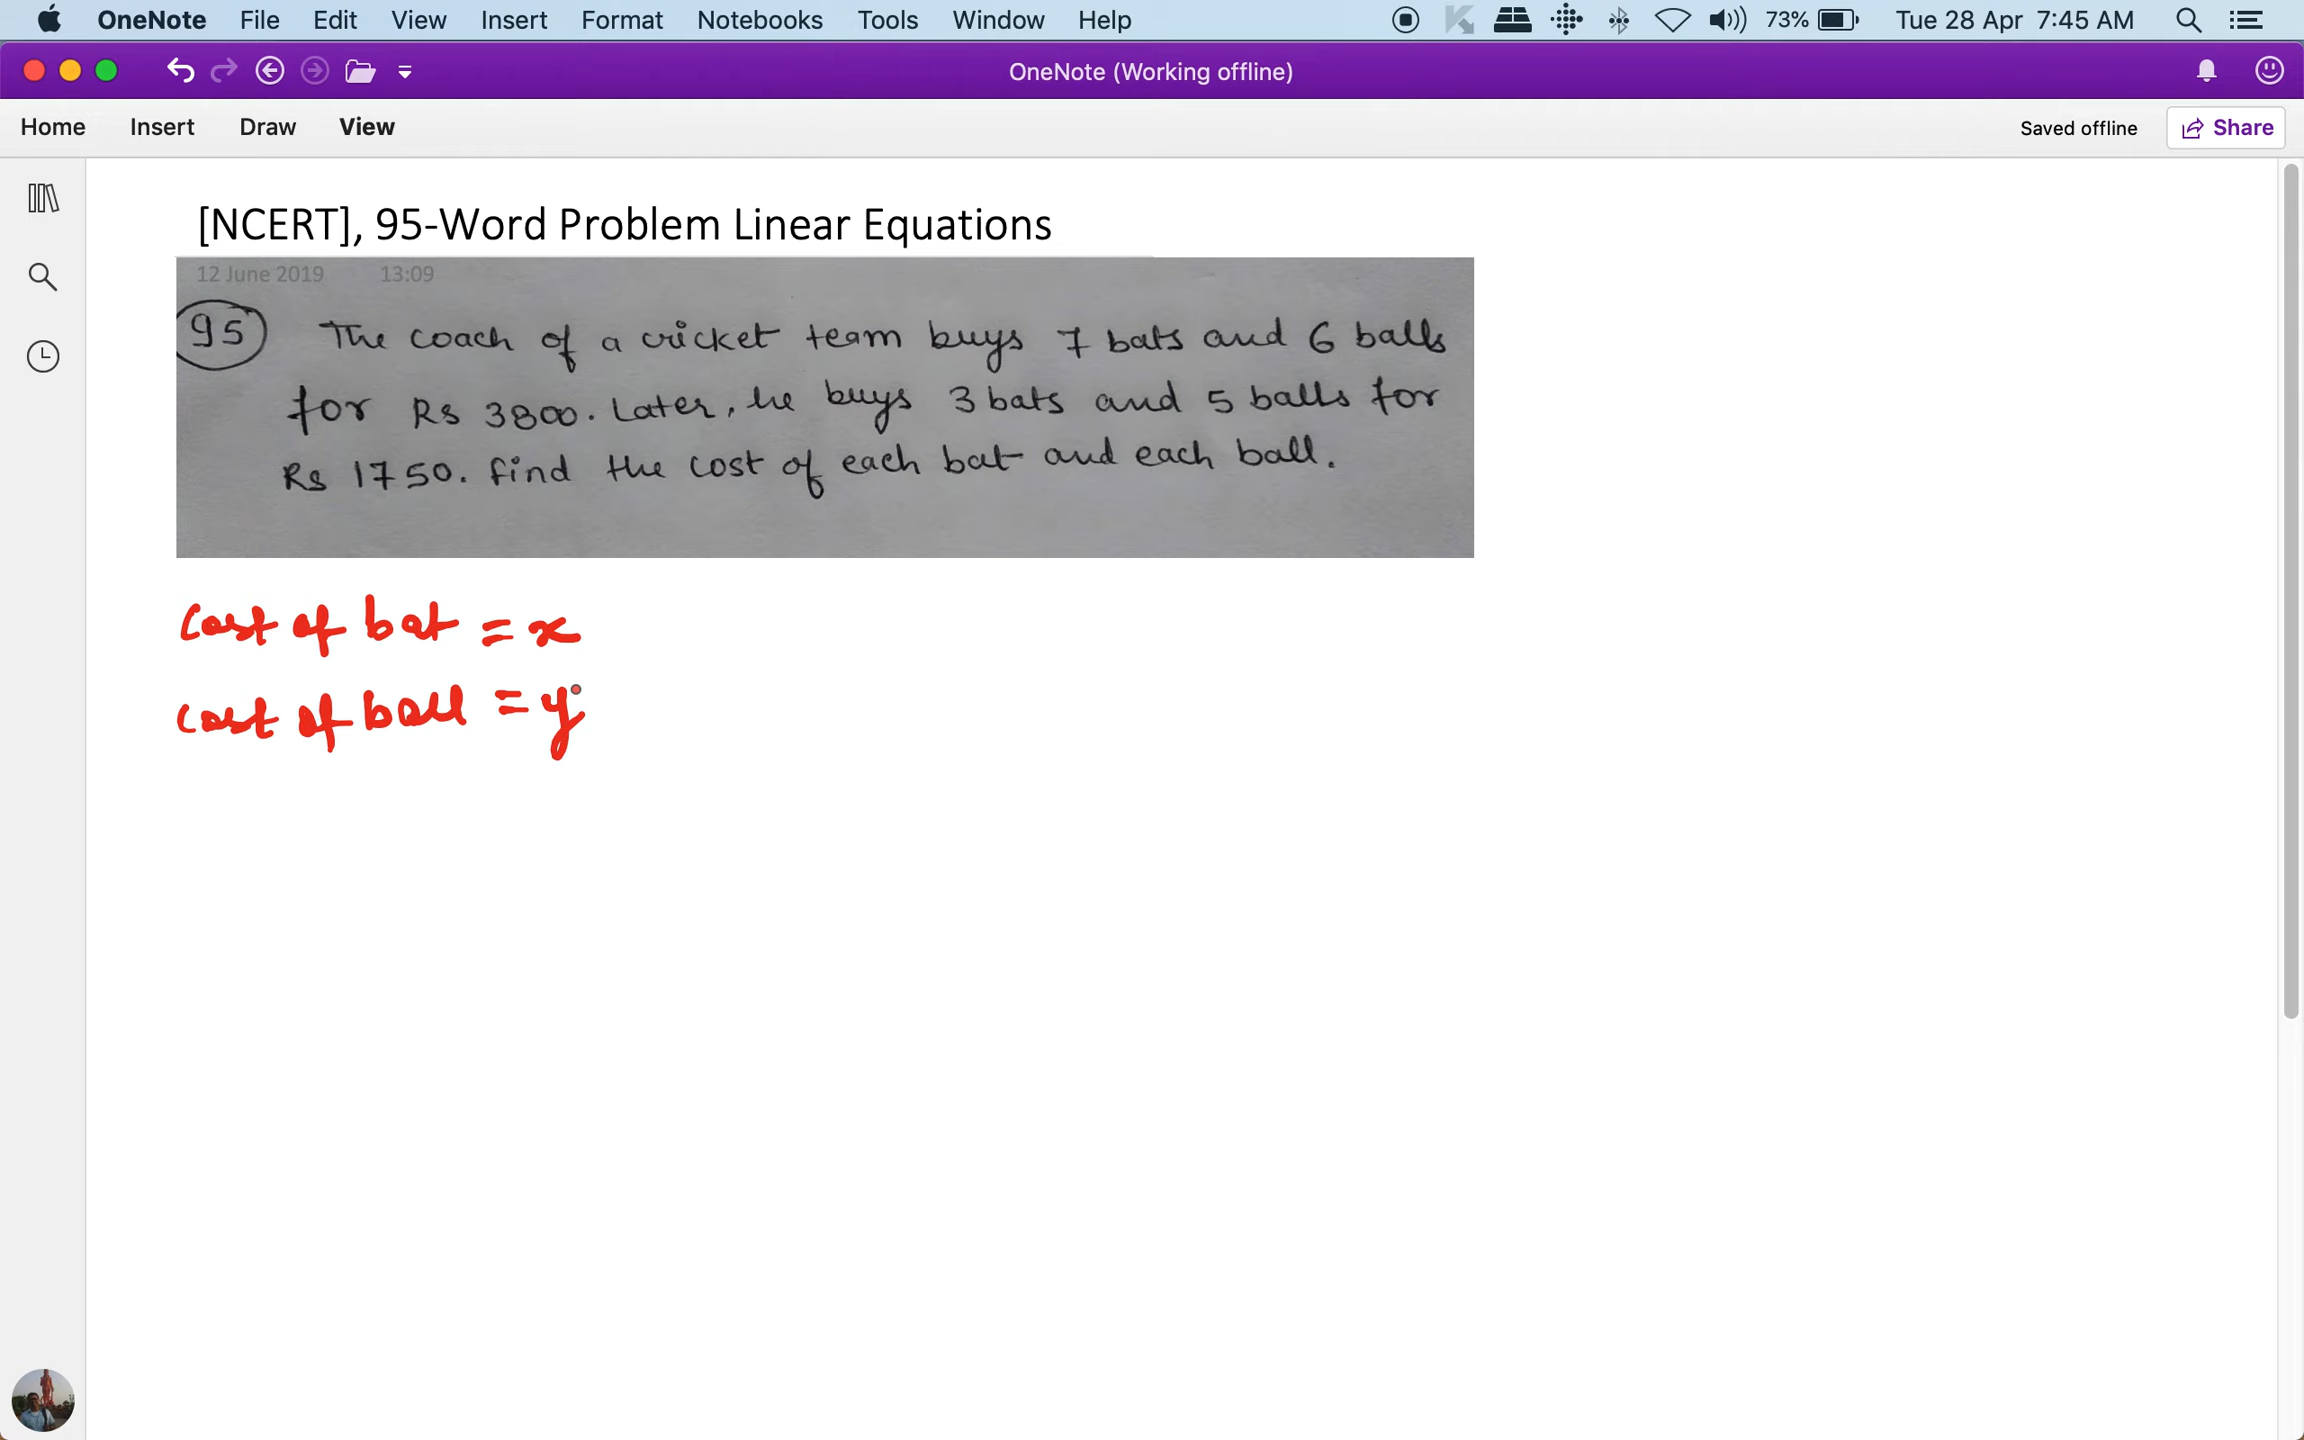 OneNote File Edit View Insert Format Notebooks Tools Window Help 73% Tue 28 Apr 7:45 AM
OneNote (Working offline)
Home Insert Draw View Saved offline Share
[NCERT], 95-Word Problem Linear Equations
12 June 2019 13:09
95 The coach of a cricket team buys 7 bats and 6 balls
for Rs 3800. Later, he buys 3 bats and 5 balls for
Rs 1750. find the cost of each bat and each ball.
cost of bat = x
cost of ball = y